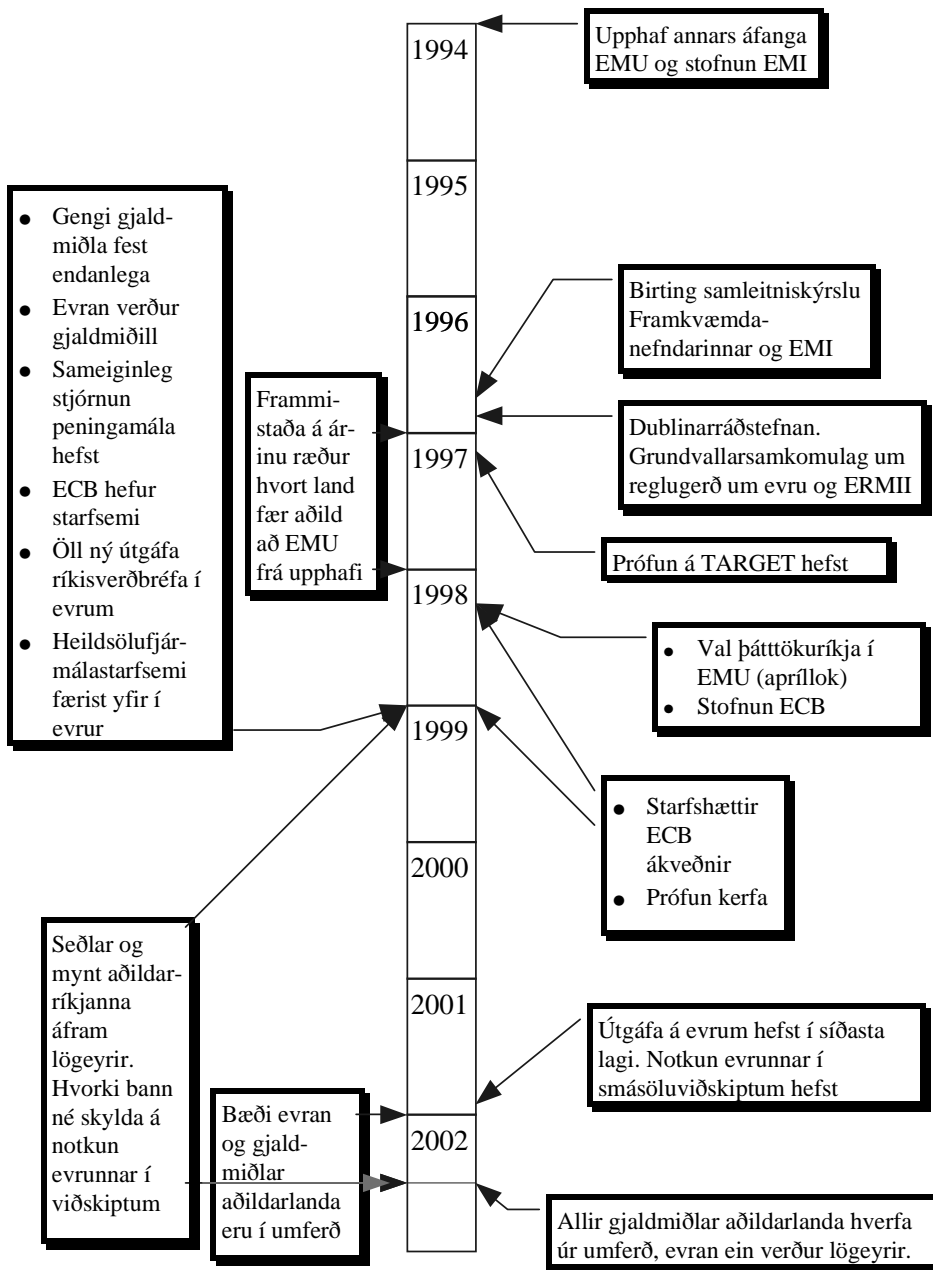 1994
Upphaf annars áfanga
EMU og stofnun EMI
1995
● Gengi gjald-
miðla fest
endanlega
● Evran verður
gjaldmiðill
● Sameiginleg
stjórnun
peningamála
hefst
● ECB hefur
starfsemi
● Öll ný útgáfa
ríkisverðbréfa í
evrum
● Heildsölufjár-
málastarfsemi
færist yfir í
evrur
1996
Birting samleitniskýrslu
Framkvæmda-
nefndarinnar og EMI
Frammi-
staða á ár-
inu ræður
hvort land
fær aðild
að EMU
frá upphafi
Dublinarráðstefnan.
Grundvallarsamkomulag um
reglugerð um evru og ERMII
1997
Prófun á TARGET hefst
1998
● Val þátttökuríkja í
EMU (apríllok)
● Stofnun ECB
1999
● Starfshættir
ECB
ákveðnir
● Prófun kerfa
2000
Seðlar og
mynt aðildar-
ríkjanna
áfram
lögeyrir.
Hvorki bann
né skylda á
notkun
evrunnar í
viðskiptum
2001
Útgáfa á evrum hefst í síðasta
lagi. Notkun evrunnar í
smásöluviðskiptum hefst
Bæði evran
og gjald-
miðlar
aðildarlanda
eru í umferð
2002
Allir gjaldmiðlar aðildarlanda hverfa
úr umferð, evran ein verður lögeyrir.